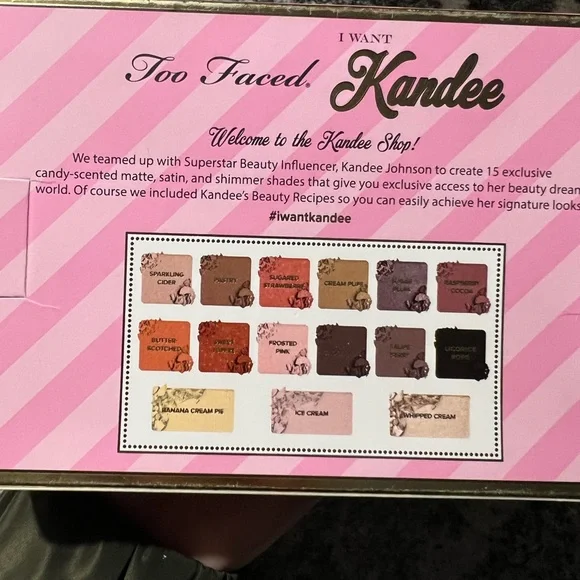 I WANT
Too Faced. Kandee
Welcome to the Kandee Shop!
We teamed up with Superstar Beauty Influencer, Kandee Johnson to create 15 exclusive
candy-scented matte, satin, and shimmer shades that give you exclusive access to her beauty dream
world. Of course we included Kandee's Beauty Recipes so you can easily achieve her signature looks
#iwantkandee
SPARKLING CIDER
SUGARED STRAWBERRIES
CREAM PUFF
SUGAR PLUM
RASPBERRY COCOA
BUTTER-SCOTCHED
FROSTED PINK
LICORICE ROPE
BANANA CREAM PIE
ICE CREAM
WHIPPED CREAM